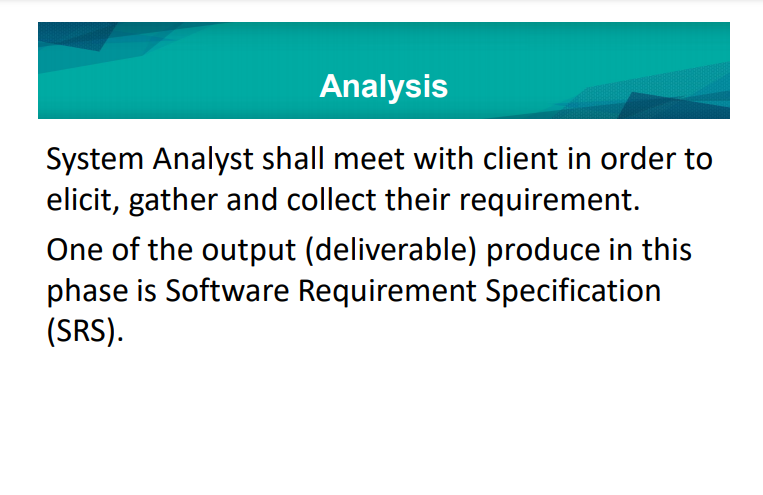 Analysis
System Analyst shall meet with client in order to
elicit, gather and collect their requirement.
One of the output (deliverable) produce in this
phase is Software Requirement Specification
(SRS).